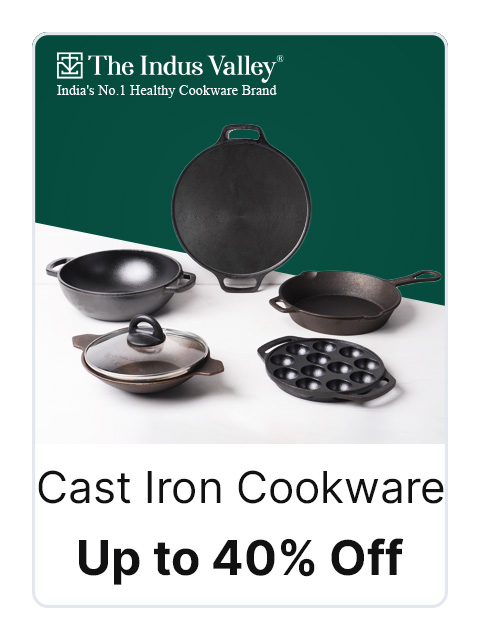 The Indus Valley®
India's No.1 Healthy Cookware Brand
Cast Iron Cookware
Up to 40% Off